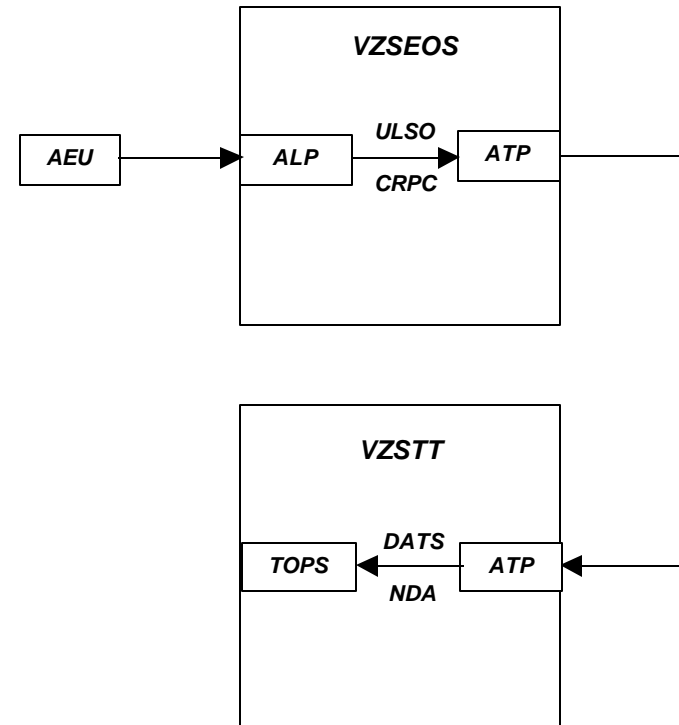 VZSEOS
AEU
ALP
ULSO
CRPC
ATP
VZSTT
TOPS
DATS
NDA
ATP